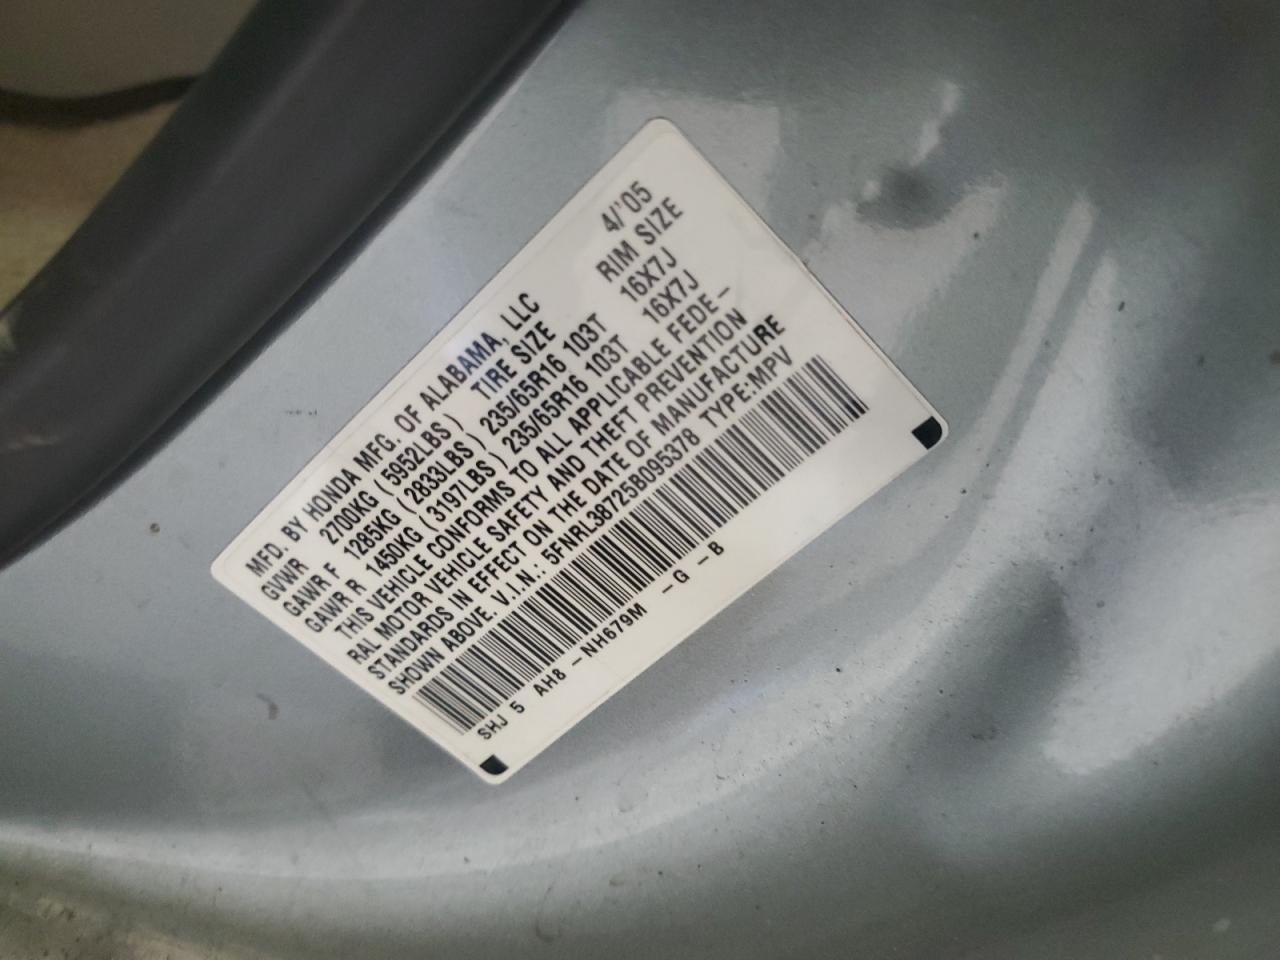 MFD. BY HONDA MFG. OF ALABAMA, LLC 4/'05
GVWR 2700KG (5952LBS) TIRE SIZE RIM SIZE
GAWR F 1285KG (2833LBS) 235/65R16 103T 16X7J
GAWR R 1450KG (3197LBS) 235/65R16 103T 16X7J
THIS VEHICLE CONFORMS TO ALL APPLICABLE FEDE-
RAL MOTOR VEHICLE SAFETY AND THEFT PREVENTION
STANDARDS IN EFFECT ON THE DATE OF MANUFACTURE
SHOWN ABOVE. V.I.N.: 5FNRL38725B095378 TYPE:MPV
SHJ 5 AH8 -NH679M -G -B